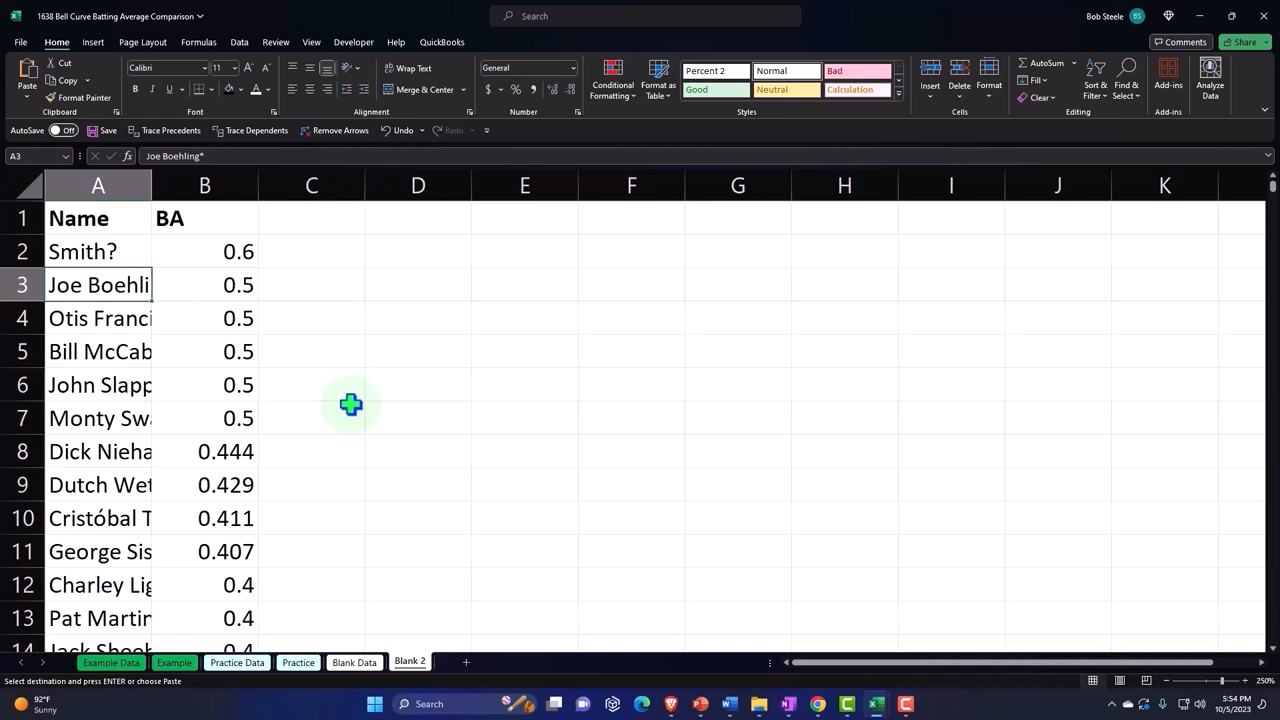 1638 Bell Curve Batting Average Comparison
Search
Bob Steele
BS
File
Home
Insert
Page Layout
Formulas
Data
Review
View
Developer
Help
QuickBooks
Comments
Share
Paste
Cut
Copy
Format Painter
Clipboard
Calibri
11
Font
Wrap Text
Merge & Center
Alignment
General
Number
Conditional Formatting
Format as Table
Percent 2
Normal
Bad
Good
Neutral
Calculation
Styles
Insert
Delete
Format
Cells
AutoSum
Fill
Clear
Sort & Filter
Find & Select
Editing
Add-ins
Add-ins
Analyze Data
AutoSave Off
Save
Trace Precedents
Trace Dependents
Remove Arrows
Undo
Redo
A3
fx
Joe Boehling*
A B C D E F G H I J K
1 Name BA
2 Smith? 0.6
3 Joe Boehli 0.5
4 Otis Franci 0.5
5 Bill McCab 0.5
6 John Slapp 0.5
7 Monty Swa 0.5
8 Dick Nieha 0.444
9 Dutch Wet 0.429
10 Cristóbal T 0.411
11 George Sis 0.407
12 Charley Lig 0.4
13 Pat Martin 0.4
14 Jack Sheeh 0.4
Example Data
Example
Practice Data
Practice
Blank Data
Blank 2
Select destination and press ENTER or choose Paste
250%
92°F
Sunny
Search
5:54 PM
10/5/2023